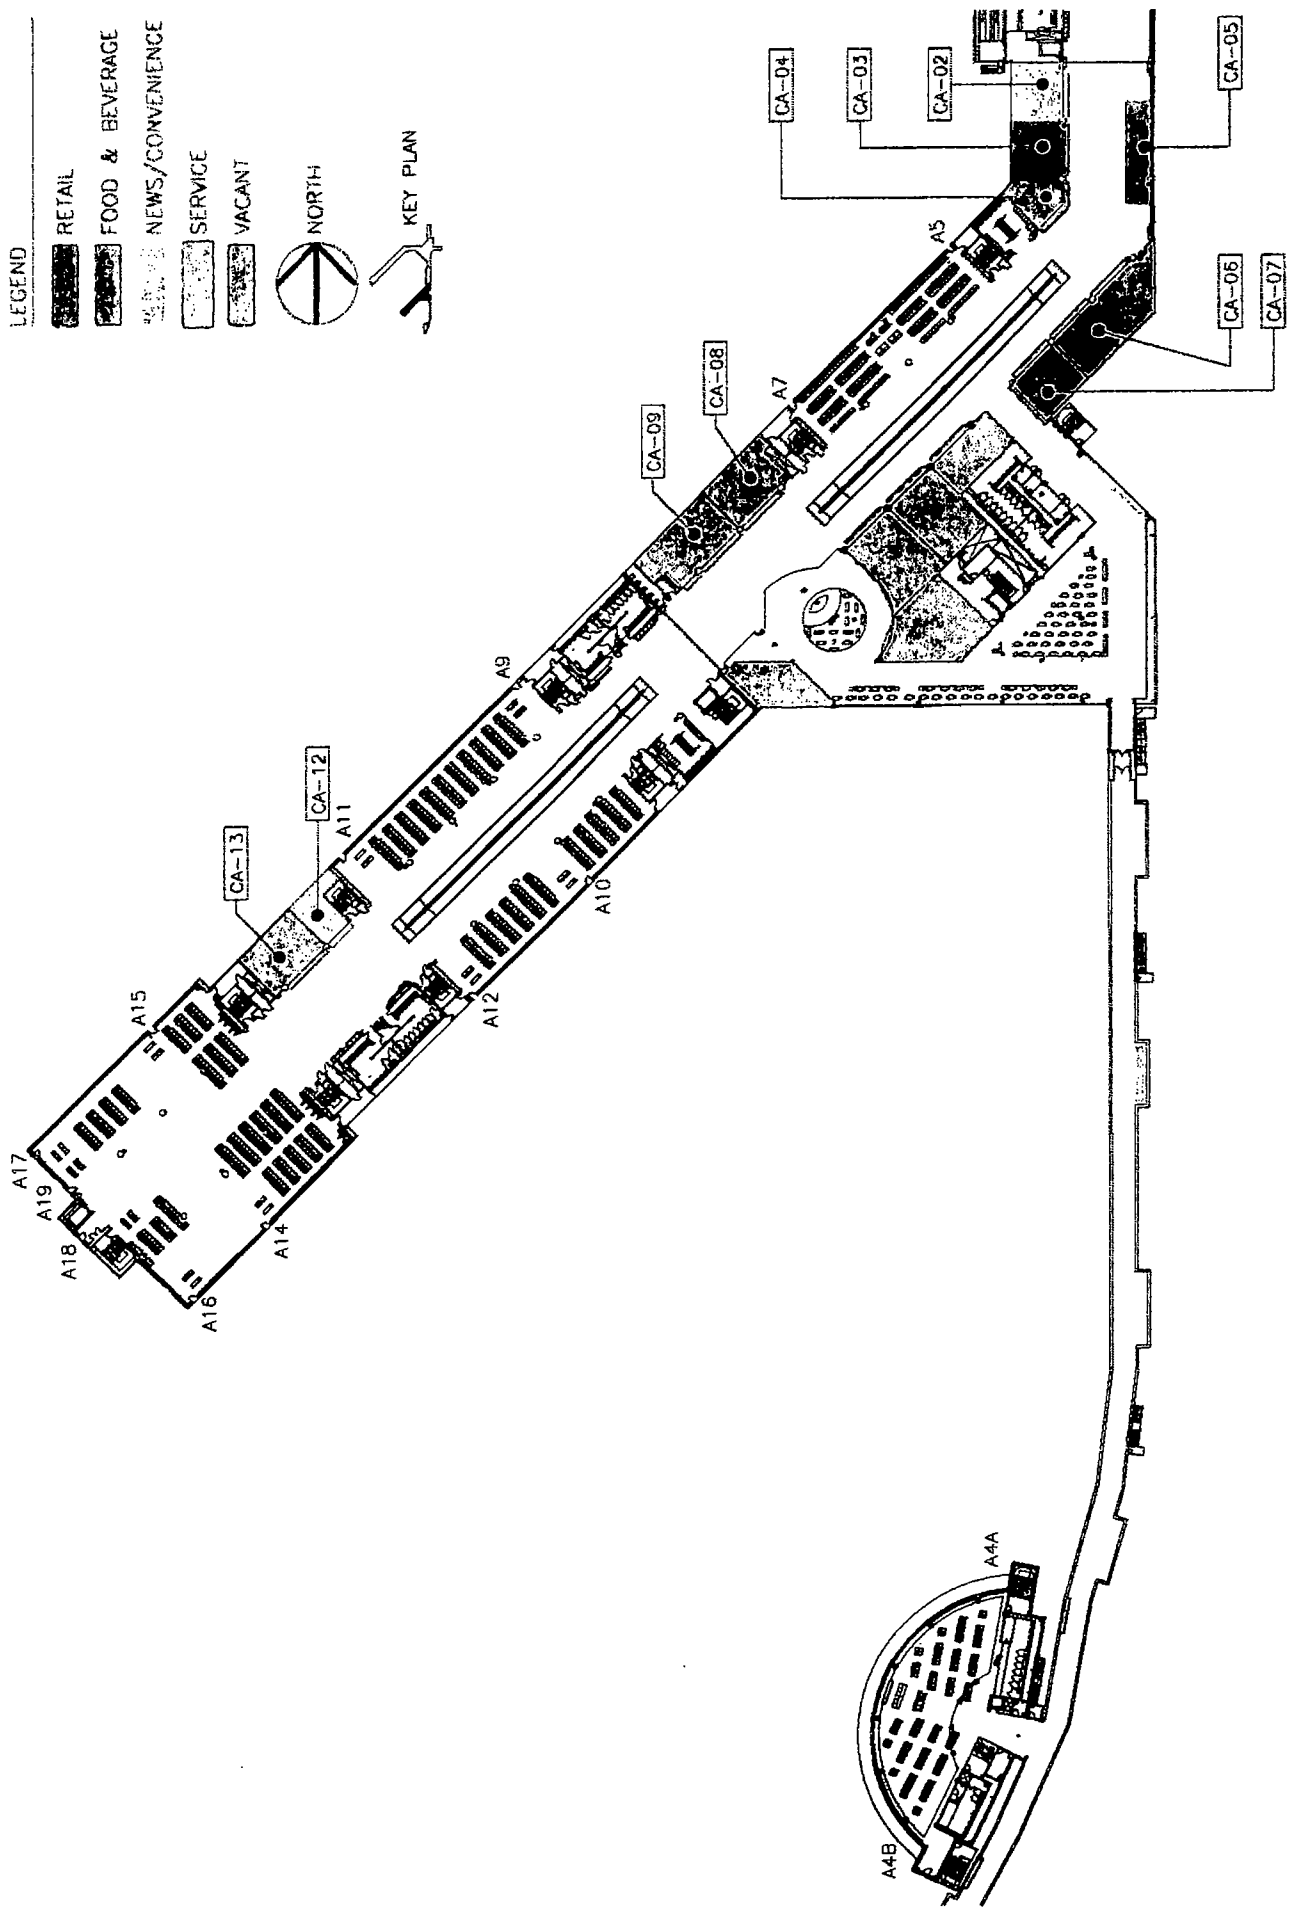 LEGEND
RETAIL
FOOD & BEVERAGE
NEWS/CONVENIENCE
SERVICE
VACANT
NORTH
KEY PLAN
CA-04
CA-03
CA-02
CA-05
CA-06
CA-07
CA-08
CA-09
CA-12
CA-13
A5
A7
A9
A11
A15
A17
A19
A18
A16
A14
A12
A10
A4A
A4B